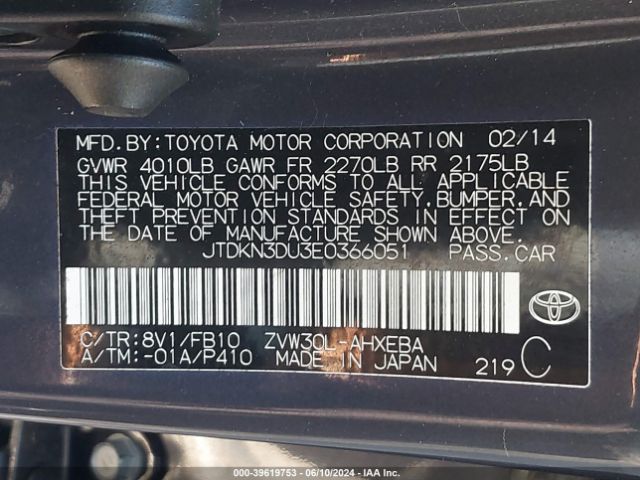 MFD.BY:TOYOTA MOTOR CORPORATION 02/14
GVWR 4010LB GAWR FR 2270LB RR 2175LB
THIS VEHICLE CONFORMS TO ALL APPLICABLE
FEDERAL MOTOR VEHICLE SAFETY,BUMPER,AND
THEFT PREVENTION STANDARDS IN EFFECT ON
THE DATE OF MANUFACTURE SHOWN ABOVE.
JTDKN3DU3E0366051 PASS.CAR
C/TR:8V1/FB10 ZVW30L-AHXEBA
A/TM:-01A/P410 MADE IN JAPAN 219 C
000-39619753 - 06/10/2024 - IAA Inc.